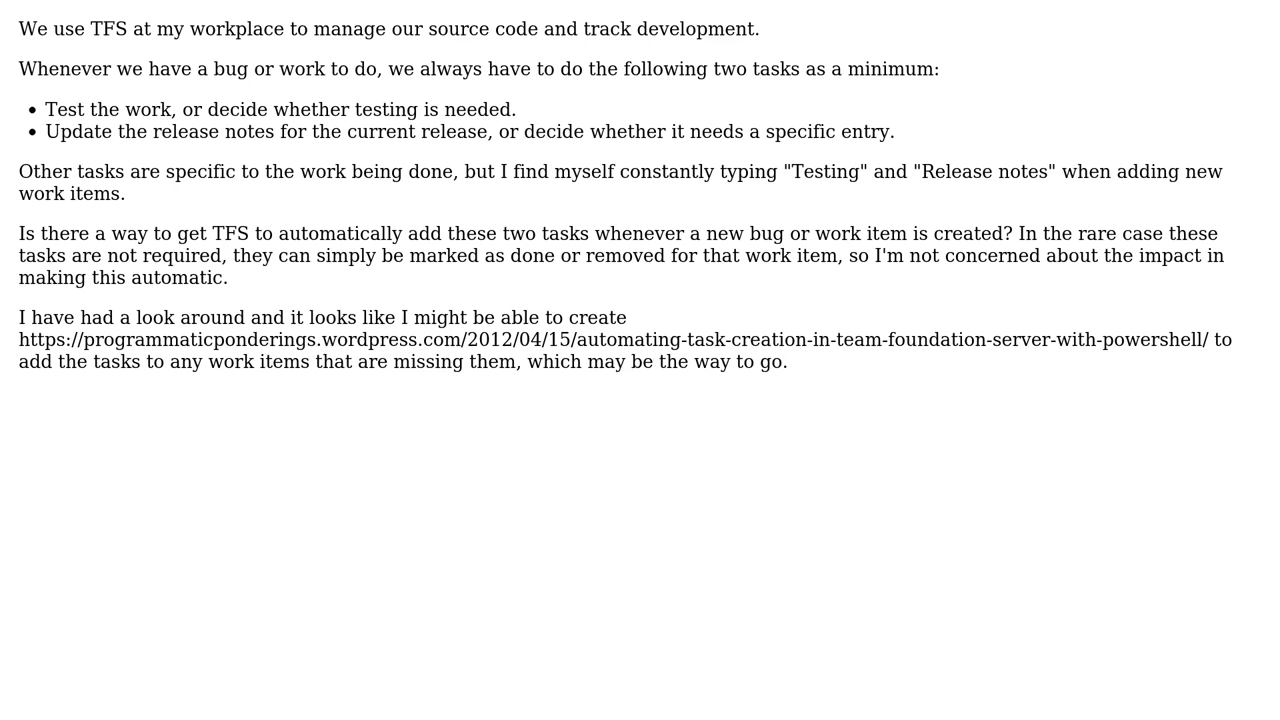 We use TFS at my workplace to manage our source code and track development.
Whenever we have a bug or work to do, we always have to do the following two tasks as a minimum:
• Test the work, or decide whether testing is needed.
• Update the release notes for the current release, or decide whether it needs a specific entry.
Other tasks are specific to the work being done, but I find myself constantly typing "Testing" and "Release notes" when adding new
work items.
Is there a way to get TFS to automatically add these two tasks whenever a new bug or work item is created? In the rare case these
tasks are not required, they can simply be marked as done or removed for that work item, so I'm not concerned about the impact in
making this automatic.
I have had a look around and it looks like I might be able to create
https://programmaticponderings.wordpress.com/2012/04/15/automating-task-creation-in-team-foundation-server-with-powershell/ to
add the tasks to any work items that are missing them, which may be the way to go.